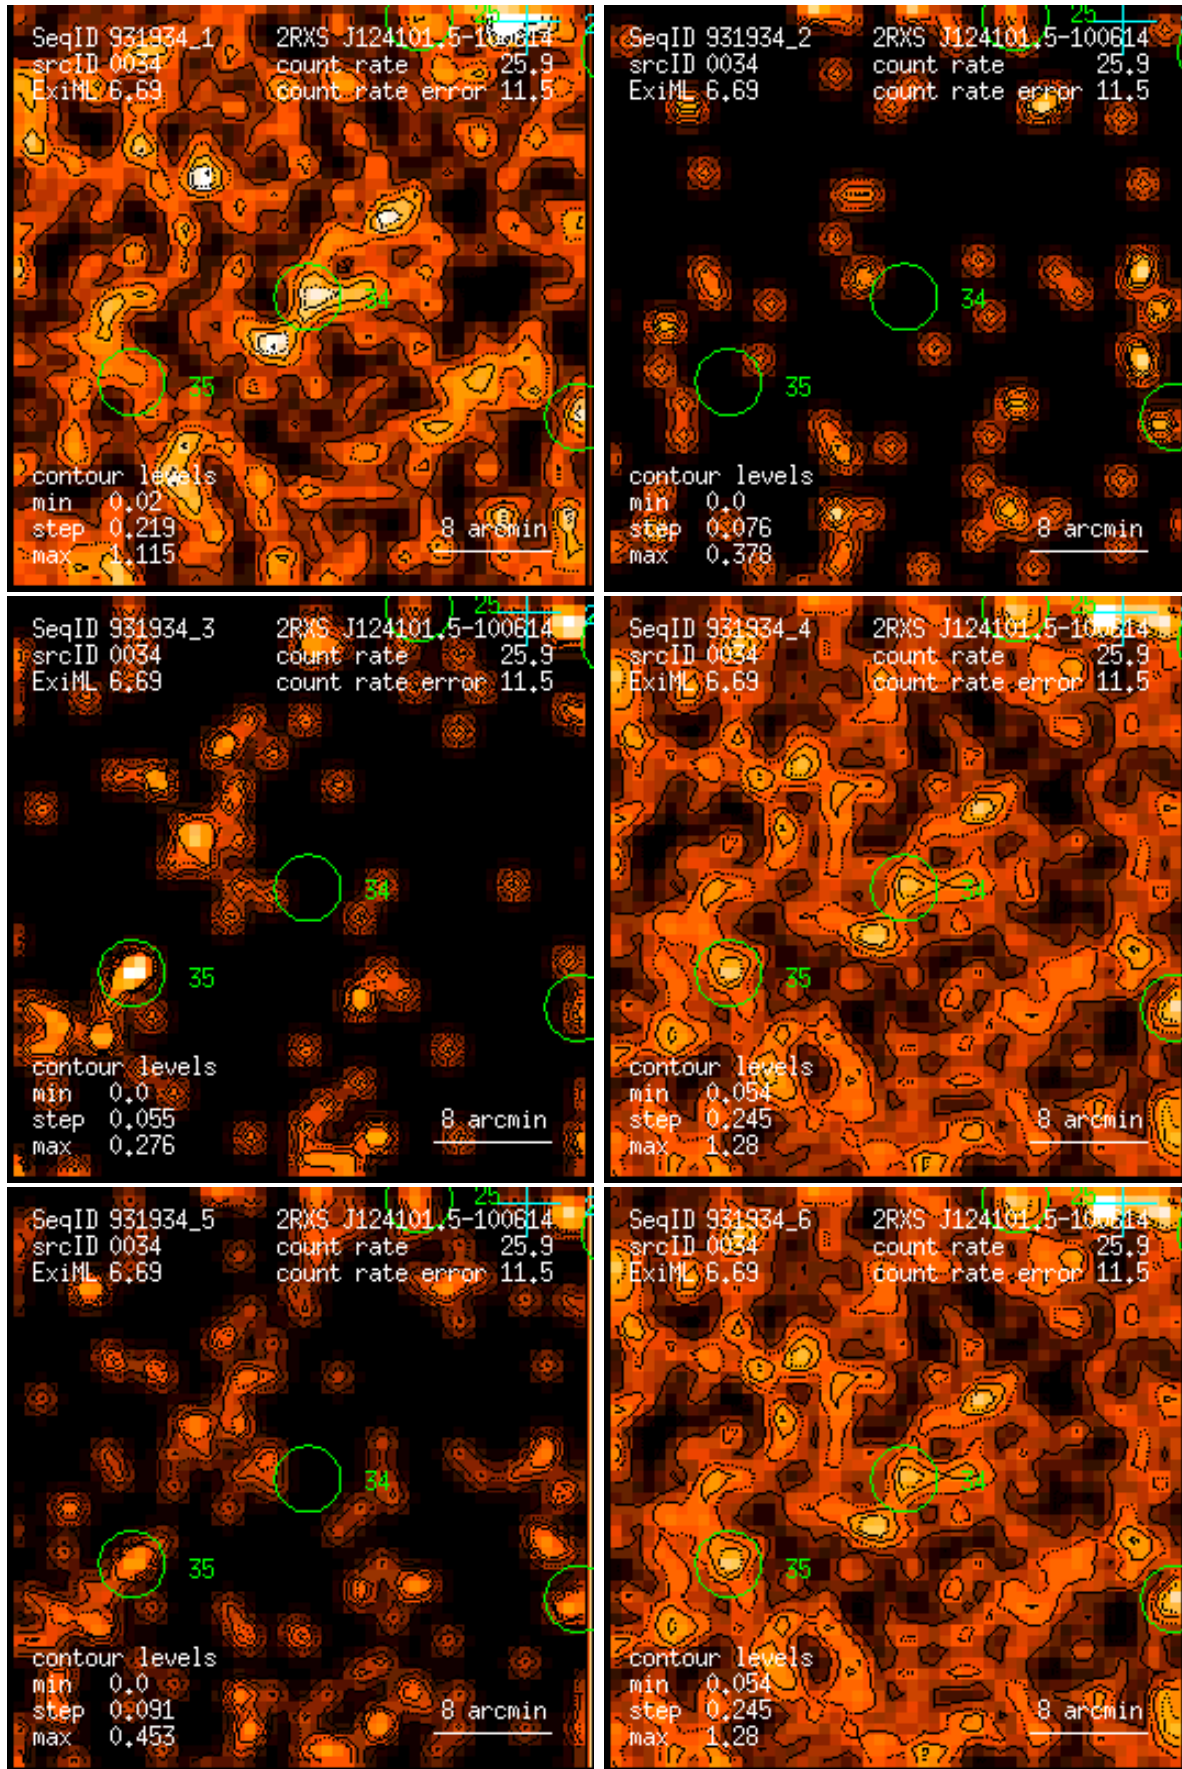 25
SeqID 931934_1 2RXS J124101.5-100614
srcID 0034 count rate 25.9
ExiML 6.69 count rate error 11.5
34
35
contour levels
min 0.02
step 0.219 8 arcmin
max 1.115
25
SeqID 931934_2 2RXS J124101.5-100614
srcID 0034 count rate 25.9
ExiML 6.69 count rate error 11.5
34
35
contour levels
min 0.0
step 0.076 8 arcmin
max 0.378
25
SeqID 931934_3 2RXS J124101.5-100614
srcID 0034 count rate 25.9
ExiML 6.69 count rate error 11.5
34
35
contour levels
min 0.0
step 0.055 8 arcmin
max 0.276
25
SeqID 931934_4 2RXS J124101.5-100614
srcID 0034 count rate 25.9
ExiML 6.69 count rate error 11.5
34
35
contour levels
min 0.054
step 0.245 8 arcmin
max 1.28
25
SeqID 931934_5 2RXS J124101.5-100614
srcID 0034 count rate 25.9
ExiML 6.69 count rate error 11.5
34
35
contour levels
min 0.0
step 0.091 8 arcmin
max 0.453
25
SeqID 931934_6 2RXS J124101.5-100614
srcID 0034 count rate 25.9
ExiML 6.69 count rate error 11.5
34
35
contour levels
min 0.054
step 0.245 8 arcmin
max 1.28